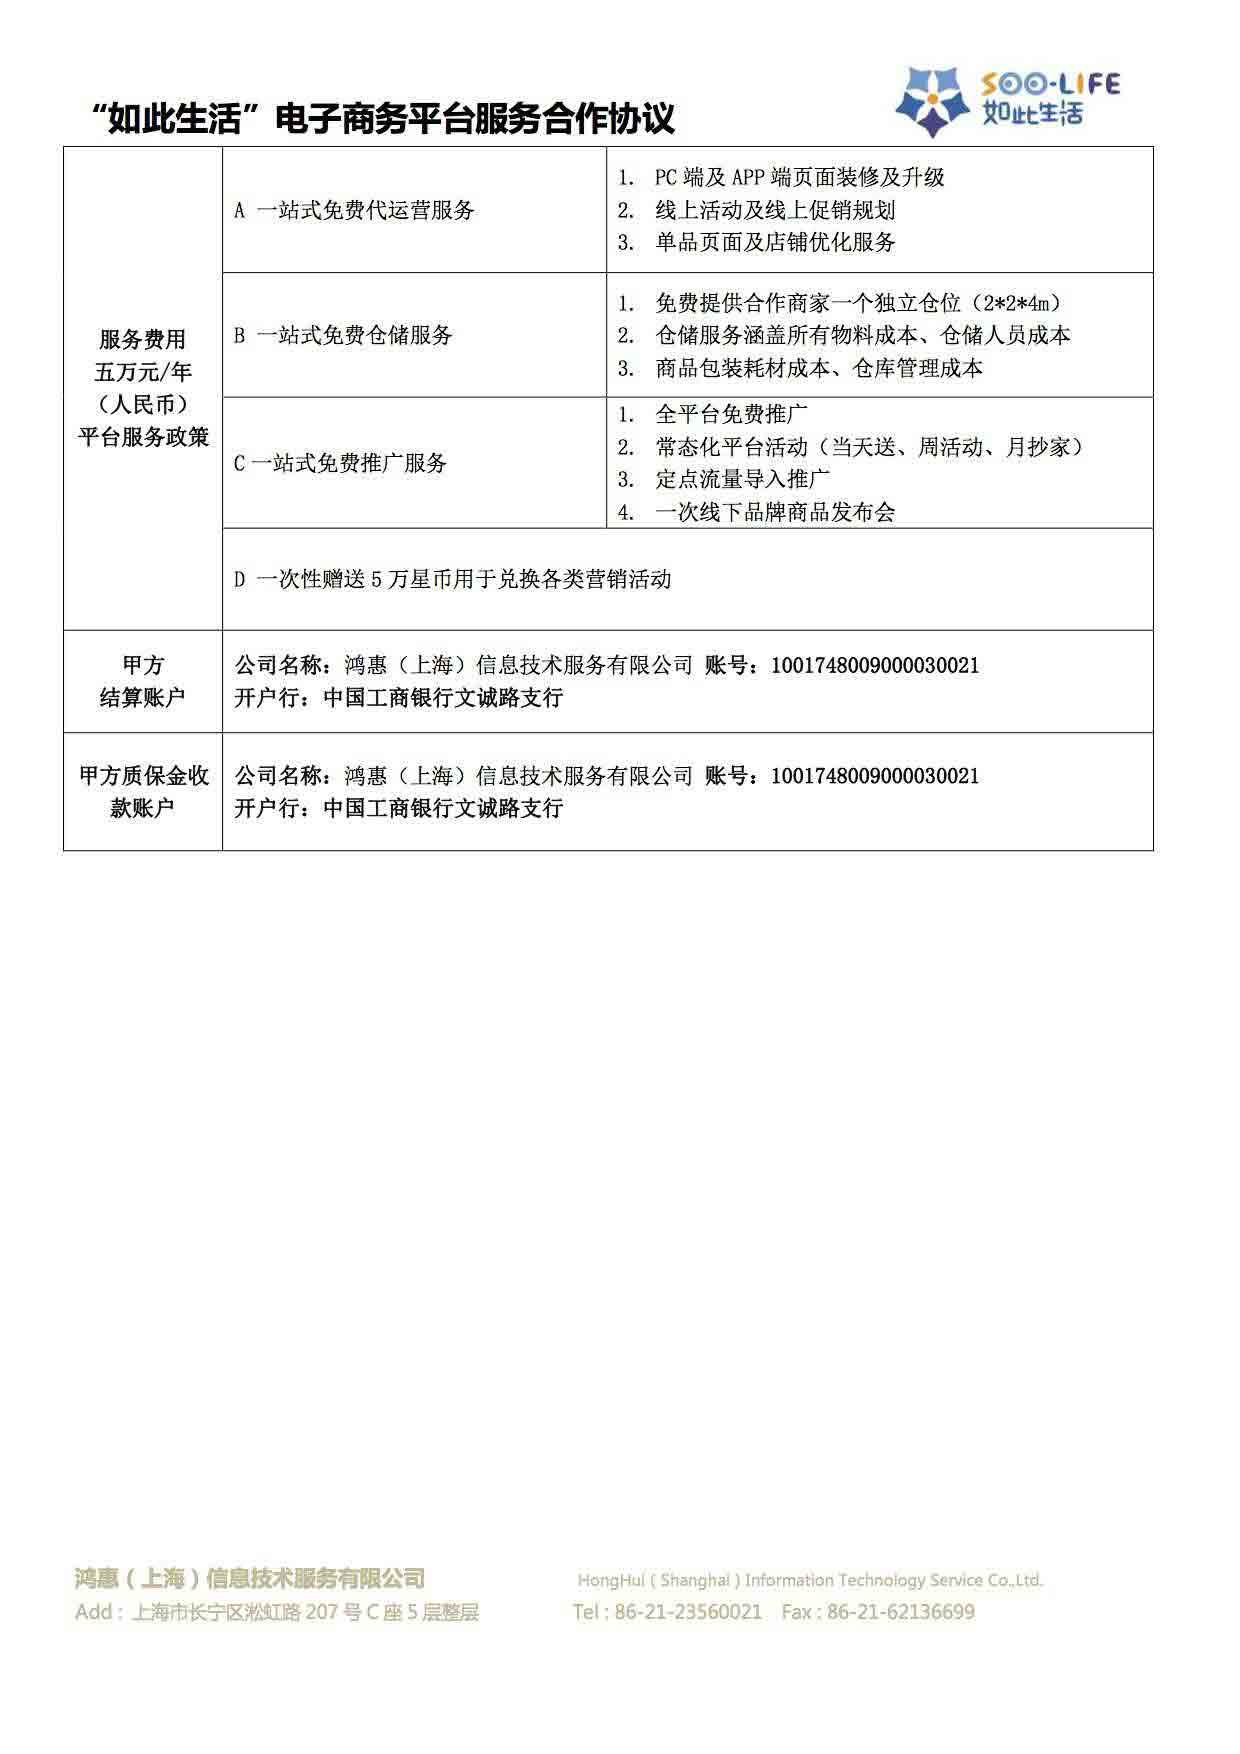 “如此生活”电子商务平台服务合作协议
SOO-LIFE
如此生活
服务费用
五万元/年
（人民币）
平台服务政策
A 一站式免费代运营服务
1. PC 端及 APP 端页面装修及升级
2. 线上活动及线上促销规划
3. 单品页面及店铺优化服务
B 一站式免费仓储服务
1. 免费提供合作商家一个独立仓位（2*2*4m）
2. 仓储服务涵盖所有物料成本、仓储人员成本
3. 商品包装耗材成本、仓库管理成本
C 一站式免费推广服务
1. 全平台免费推广
2. 常态化平台活动（当天送、周活动、月抄家）
3. 定点流量导入推广
4. 一次线下品牌商品发布会
D 一次性赠送 5 万星币用于兑换各类营销活动
甲方
结算账户
公司名称：鸿惠（上海）信息技术服务有限公司 账号：1001748009000030021
开户行：中国工商银行文诚路支行
甲方质保金收
款账户
公司名称：鸿惠（上海）信息技术服务有限公司 账号：1001748009000030021
开户行：中国工商银行文诚路支行
鸿惠（上海）信息技术服务有限公司
HongHui ( Shanghai ) Information Technology Service Co.,Ltd.
Add : 上海市长宁区淞虹路 207 号 C 座 5 层整层
Tel : 86-21-23560021 Fax : 86-21-62136699